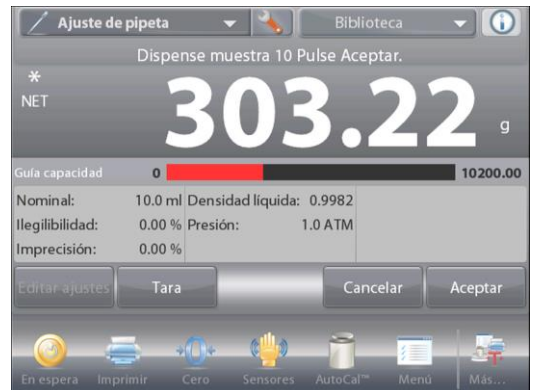 Ajuste de pipeta Biblioteca
Dispense muestra 10 Pulse Aceptar.
*
NET
303.22 g
Guía capacidad 0 10200.00
Nominal: 10.0 ml Densidad líquida: 0.9982
Ilegilibilidad: 0.00 % Presión: 1.0 ATM
Imprecisión: 0.00 %
Editar ajustes Tara Cancelar Aceptar
En espera Imprimir Cero Sensores AutoCal™ Menú Más...